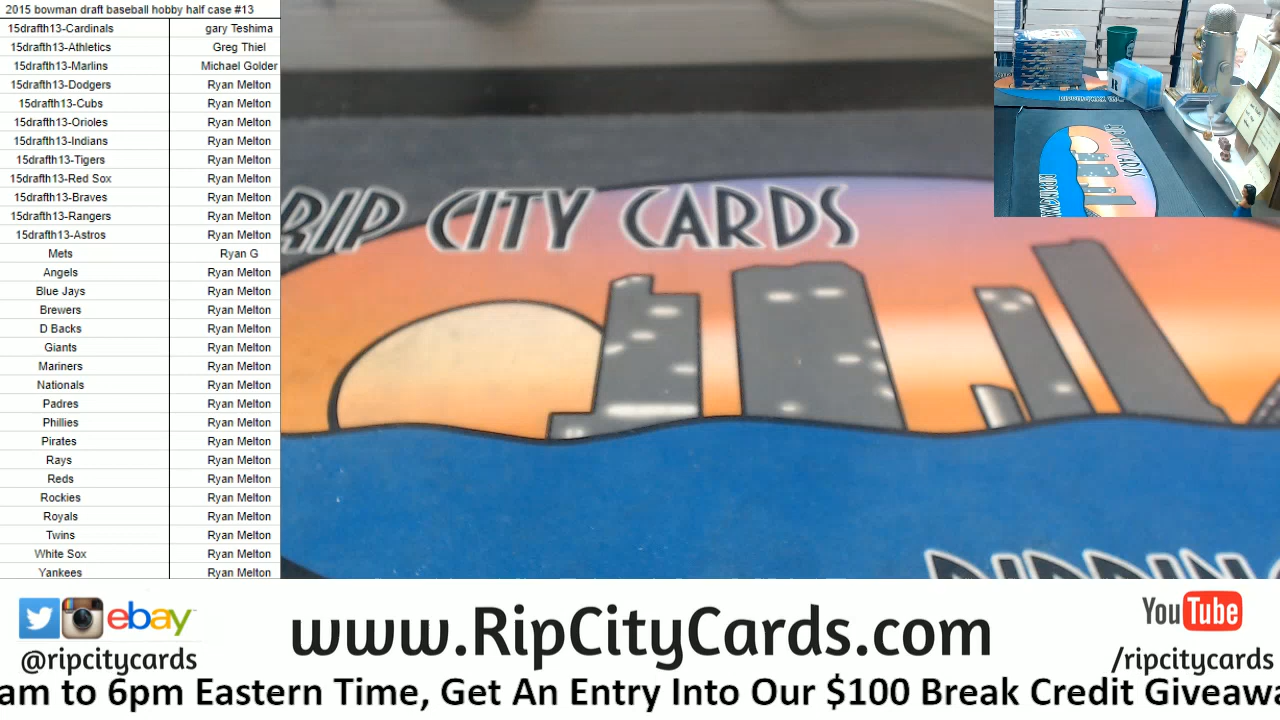 2015 bowman draft baseball hobby half case #13
15drafth13-Cardinals gary Teshima
15drafth13-Athletics Greg Thiel
15drafth13-Marlins Michael Golder
15drafth13-Dodgers Ryan Melton
15drafth13-Cubs Ryan Melton
15drafth13-Orioles Ryan Melton
15drafth13-Indians Ryan Melton
15drafth13-Tigers Ryan Melton
15drafth13-Red Sox Ryan Melton
15drafth13-Braves Ryan Melton
15drafth13-Rangers Ryan Melton
15drafth13-Astros Ryan Melton
Mets Ryan G
Angels Ryan Melton
Blue Jays Ryan Melton
Brewers Ryan Melton
D Backs Ryan Melton
Giants Ryan Melton
Mariners Ryan Melton
Nationals Ryan Melton
Padres Ryan Melton
Phillies Ryan Melton
Pirates Ryan Melton
Rays Ryan Melton
Reds Ryan Melton
Rockies Ryan Melton
Royals Ryan Melton
Twins Ryan Melton
White Sox Ryan Melton
Yankees Ryan Melton
RIP CITY CARDS
RIP CITY CARDS
ebay
@ripcitycards
www.RipCityCards.com
You Tube
/ripcitycards
am to 6pm Eastern Time, Get An Entry Into Our $100 Break Credit Giveawa